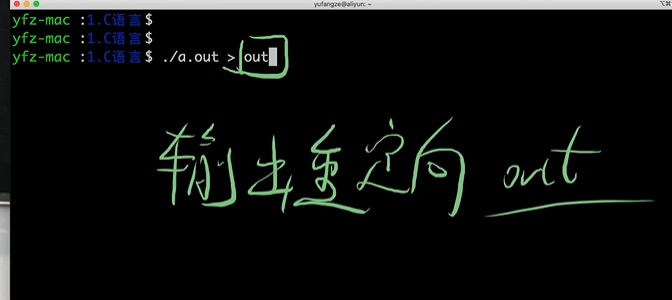 yufangze@aliyun: ~
⌥⌘
yfz-mac :1.C语言$
yfz-mac :1.C语言$
yfz-mac :1.C语言$ ./a.out > out
输出重定向 out